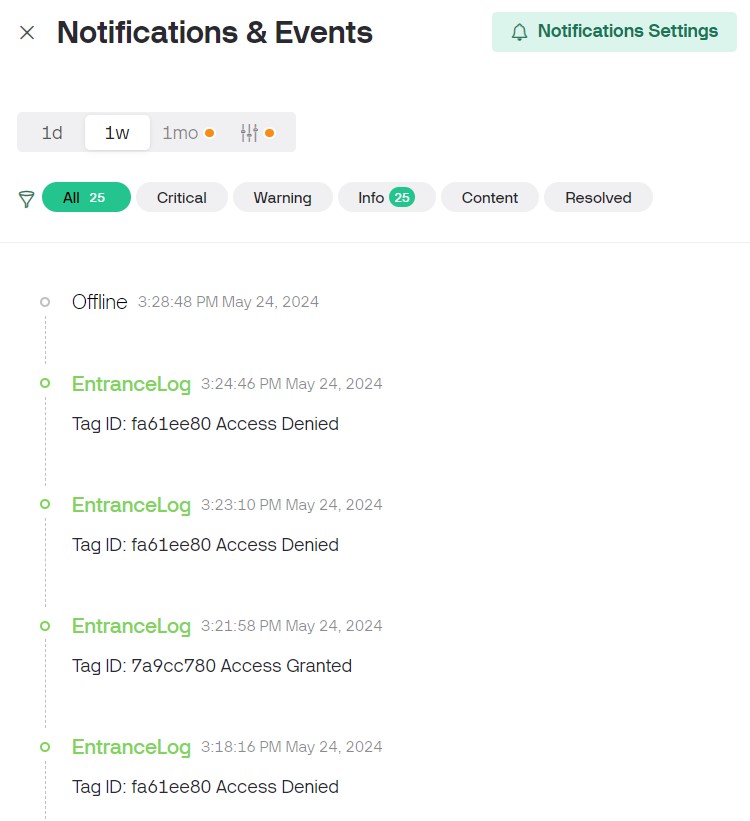 Notifications & Events
Notifications Settings
1d 1w 1mo
All 25 Critical Warning Info 25 Content Resolved
Offline 3:28:48 PM May 24, 2024
EntranceLog 3:24:46 PM May 24, 2024
Tag ID: fa61ee80 Access Denied
EntranceLog 3:23:10 PM May 24, 2024
Tag ID: fa61ee80 Access Denied
EntranceLog 3:21:58 PM May 24, 2024
Tag ID: 7a9cc780 Access Granted
EntranceLog 3:18:16 PM May 24, 2024
Tag ID: fa61ee80 Access Denied